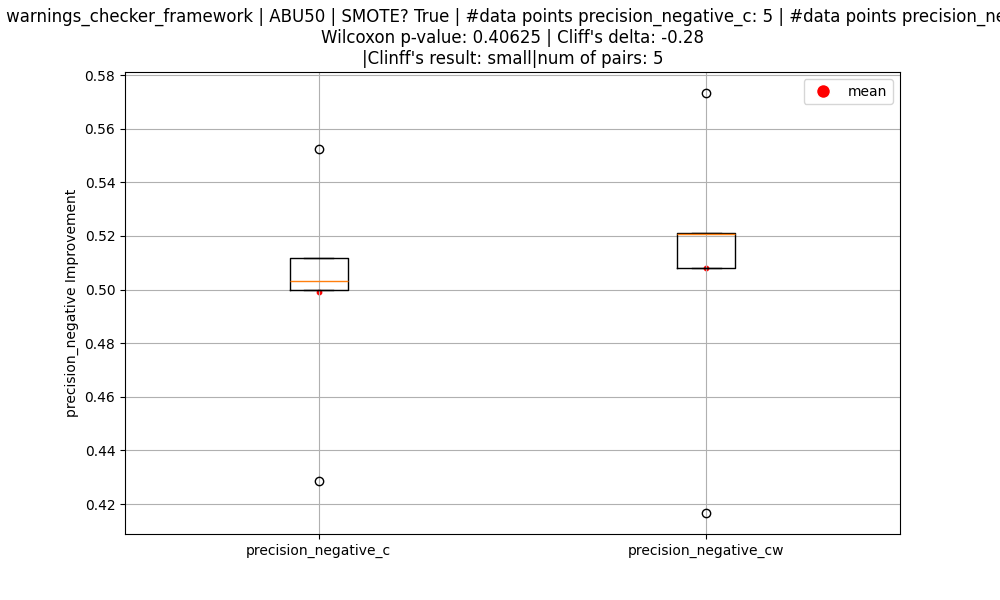 warnings_checker_framework | ABU50 | SMOTE? True | #data points precision_negative_c: 5 | #data points
Wilcoxon p-value: 0.40625 | Cliff's delta: -0.28
|Clinff's result: small|num of pairs: 5
mean
0.58
0.56
0.54
0.52
0.50
0.48
0.46
0.44
0.42
precision_negative Improvement
precision_negative_c
precision_negative_cw